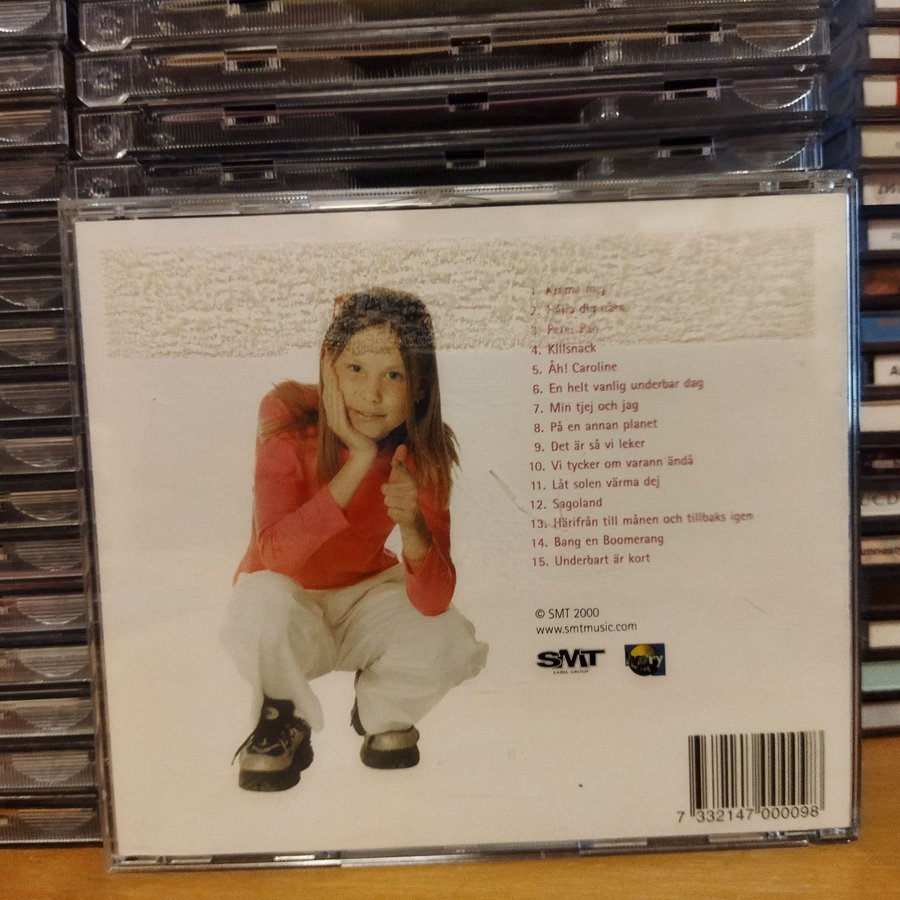 1. Krama mig
2. Hålla dig nära
3. Peter Pan
4. Killsnack
5. Åh! Caroline
6. En helt vanlig underbar dag
7. Min tjej och jag
8. På en annan planet
9. Det är så vi leker
10. Vi tycker om varann ändå
11. Låt solen värma dej
12. Sagoland
13. Härifrån till månen och tillbaks igen
14. Bang en Boomerang
15. Underbart är kort
© SMT 2000
www.smtmusic.com
SMT
LABEL GROUP
7 332147 000098